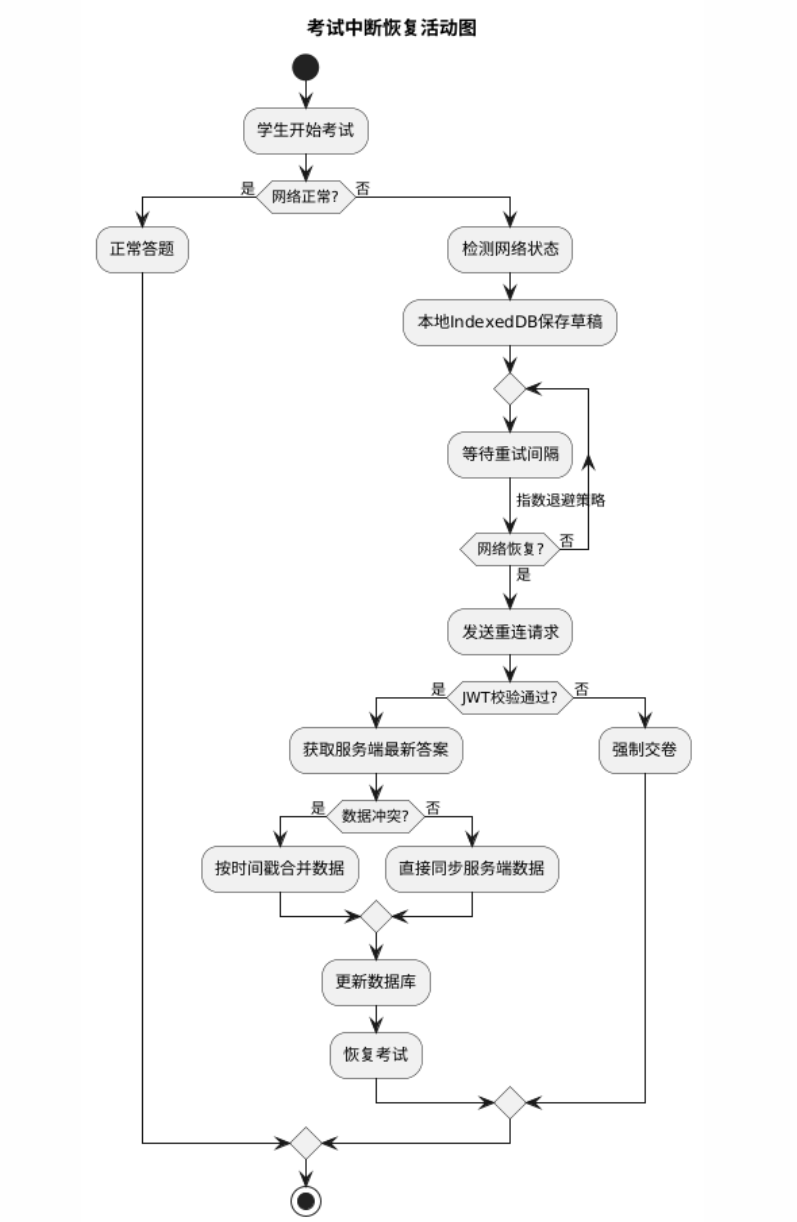 考试中断恢复活动图
学生开始考试
是
网络正常?
否
正常答题
检测网络状态
本地IndexedDB保存草稿
等待重试间隔
指数退避策略
网络恢复?
否
是
发送重连请求
是
JWT校验通过?
否
获取服务端最新答案
强制交卷
是
数据冲突?
否
按时间戳合并数据
直接同步服务端数据
更新数据库
恢复考试